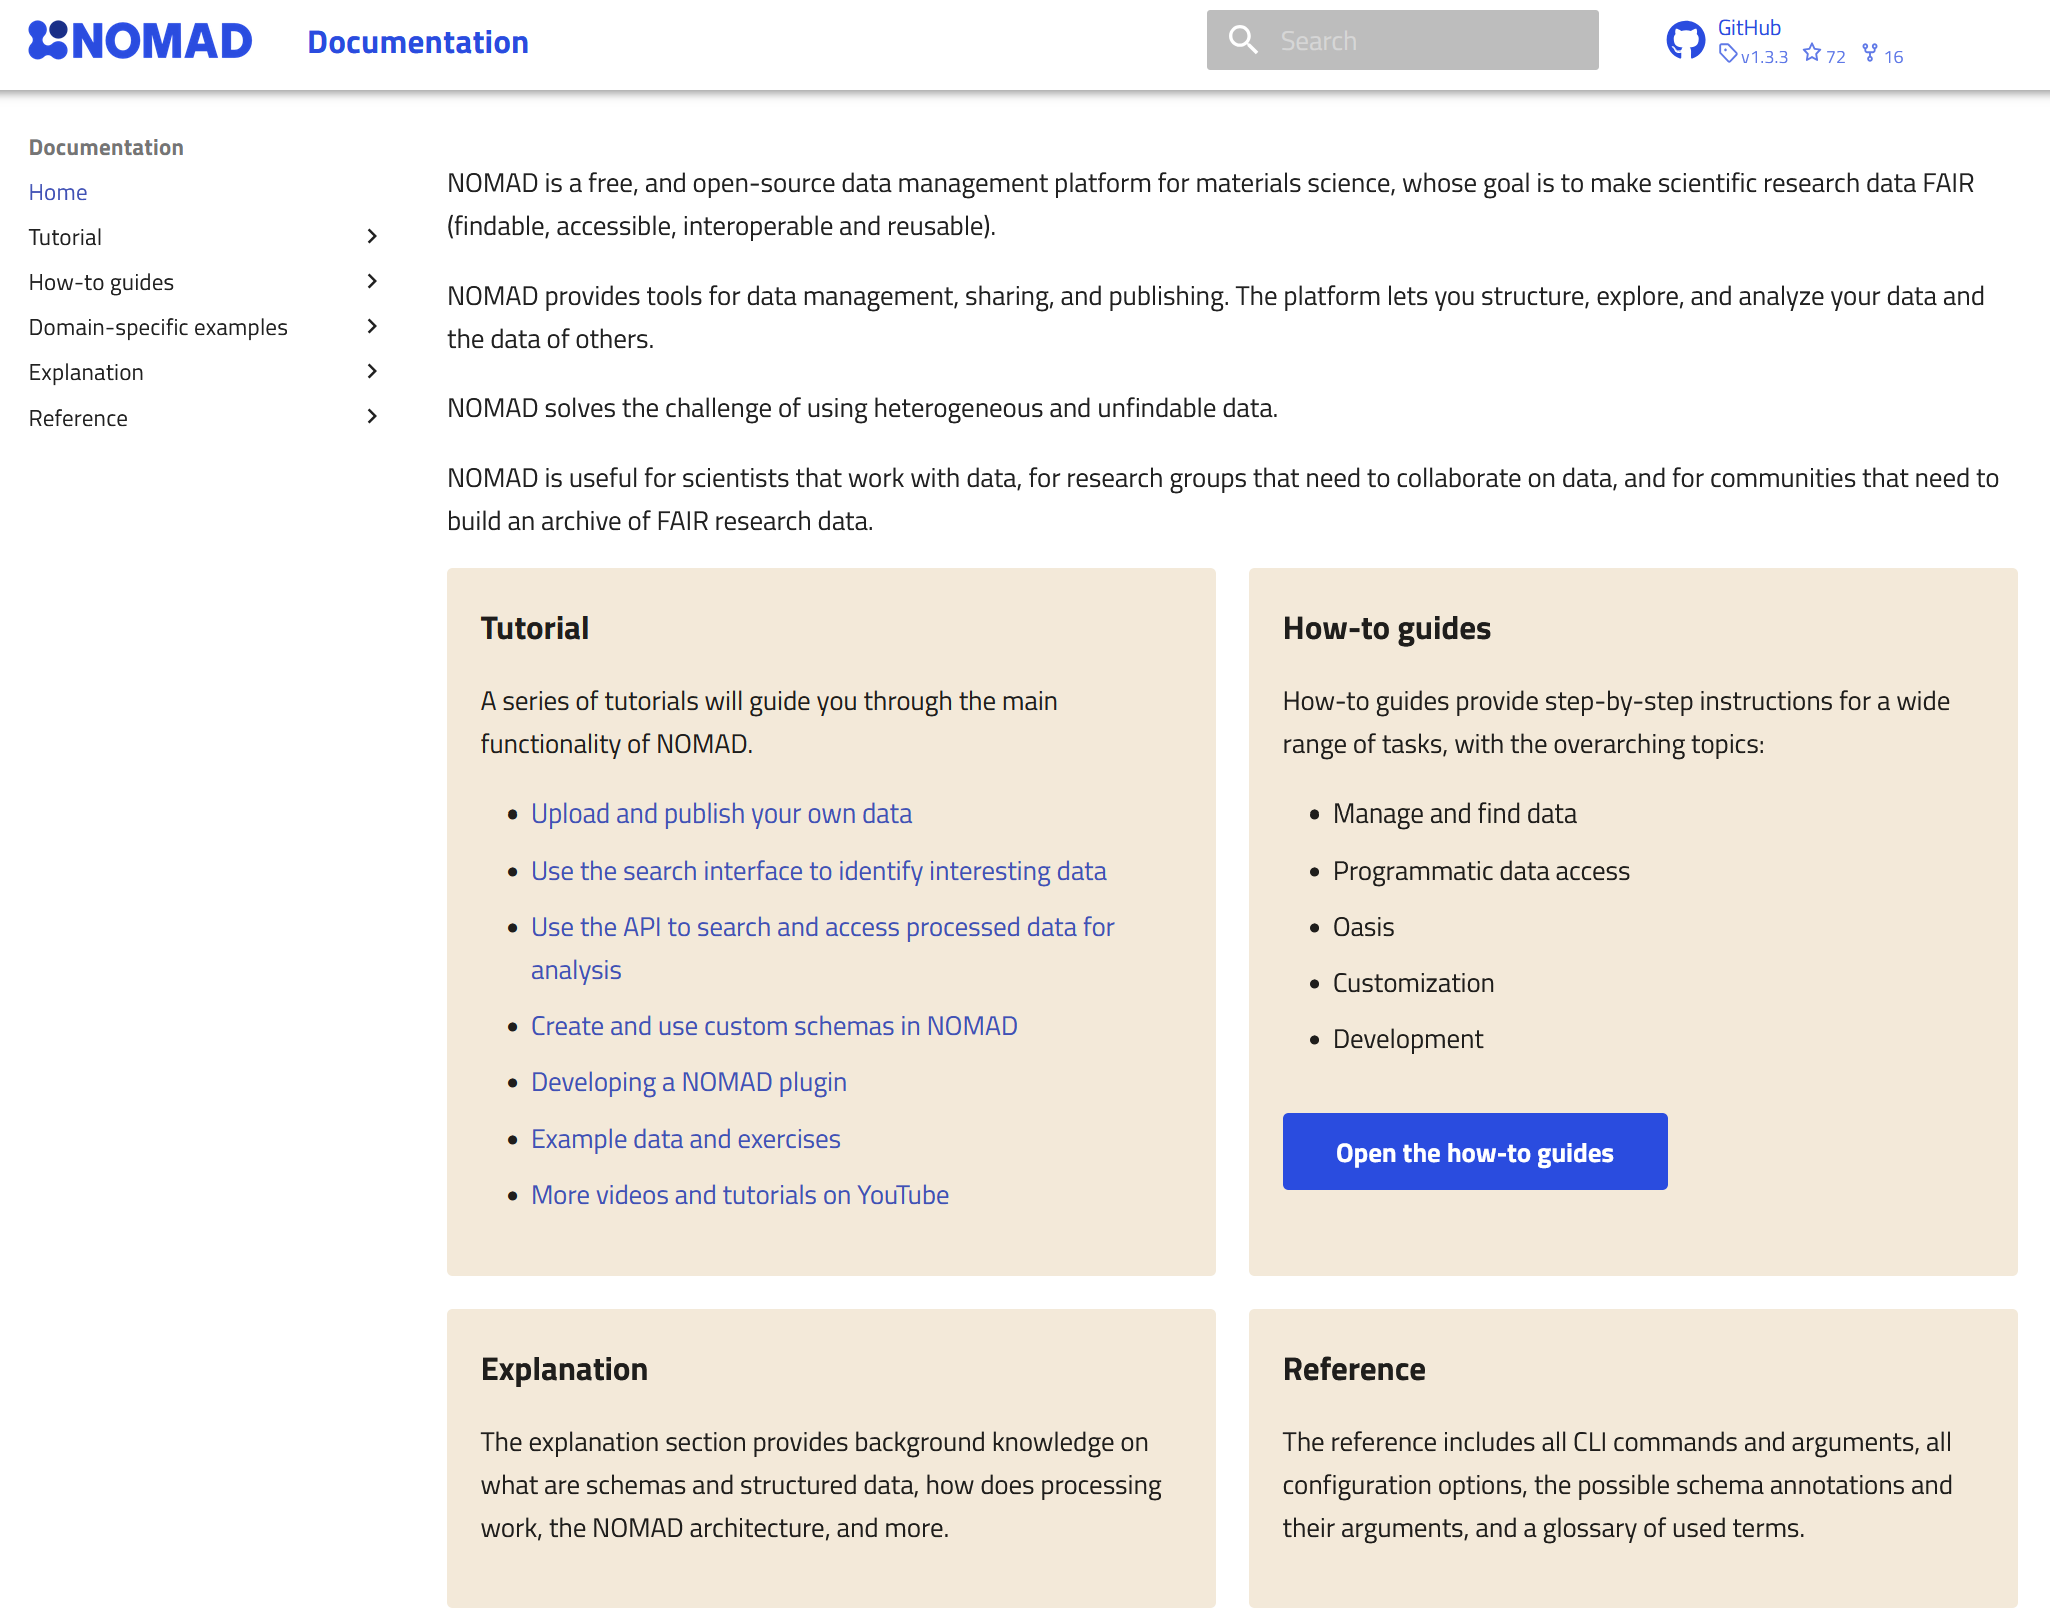 NOMAD
Documentation
Search
GitHub
v1.3.3 72 16
Documentation
Home
Tutorial
How-to guides
Domain-specific examples
Explanation
Reference
NOMAD is a free, and open-source data management platform for materials science, whose goal is to make scientific research data FAIR
(findable, accessible, interoperable and reusable).
NOMAD provides tools for data management, sharing, and publishing. The platform lets you structure, explore, and analyze your data and
the data of others.
NOMAD solves the challenge of using heterogeneous and unfindable data.
NOMAD is useful for scientists that work with data, for research groups that need to collaborate on data, and for communities that need to
build an archive of FAIR research data.
Tutorial
A series of tutorials will guide you through the main
functionality of NOMAD.
• Upload and publish your own data
• Use the search interface to identify interesting data
• Use the API to search and access processed data for
analysis
• Create and use custom schemas in NOMAD
• Developing a NOMAD plugin
• Example data and exercises
• More videos and tutorials on YouTube
How-to guides
How-to guides provide step-by-step instructions for a wide
range of tasks, with the overarching topics:
• Manage and find data
• Programmatic data access
• Oasis
• Customization
• Development
Open the how-to guides
Explanation
The explanation section provides background knowledge on
what are schemas and structured data, how does processing
work, the NOMAD architecture, and more.
Reference
The reference includes all CLI commands and arguments, all
configuration options, the possible schema annotations and
their arguments, and a glossary of used terms.